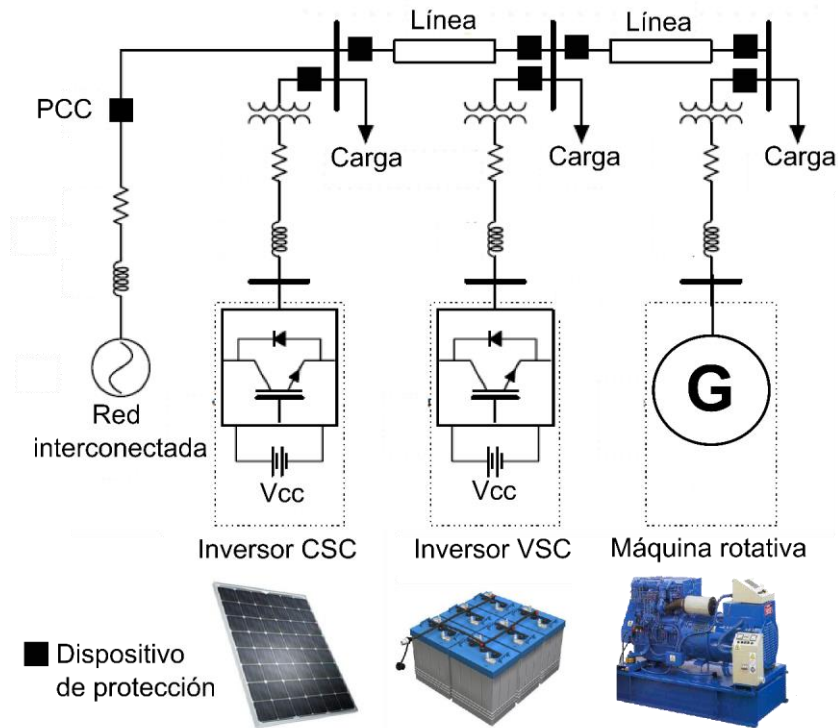 Línea
Línea
PCC
Carga
Carga
Carga
Red
interconectada
Vcc
Vcc
G
Inversor CSC
Inversor VSC
Máquina rotativa
Dispositivo
de protección